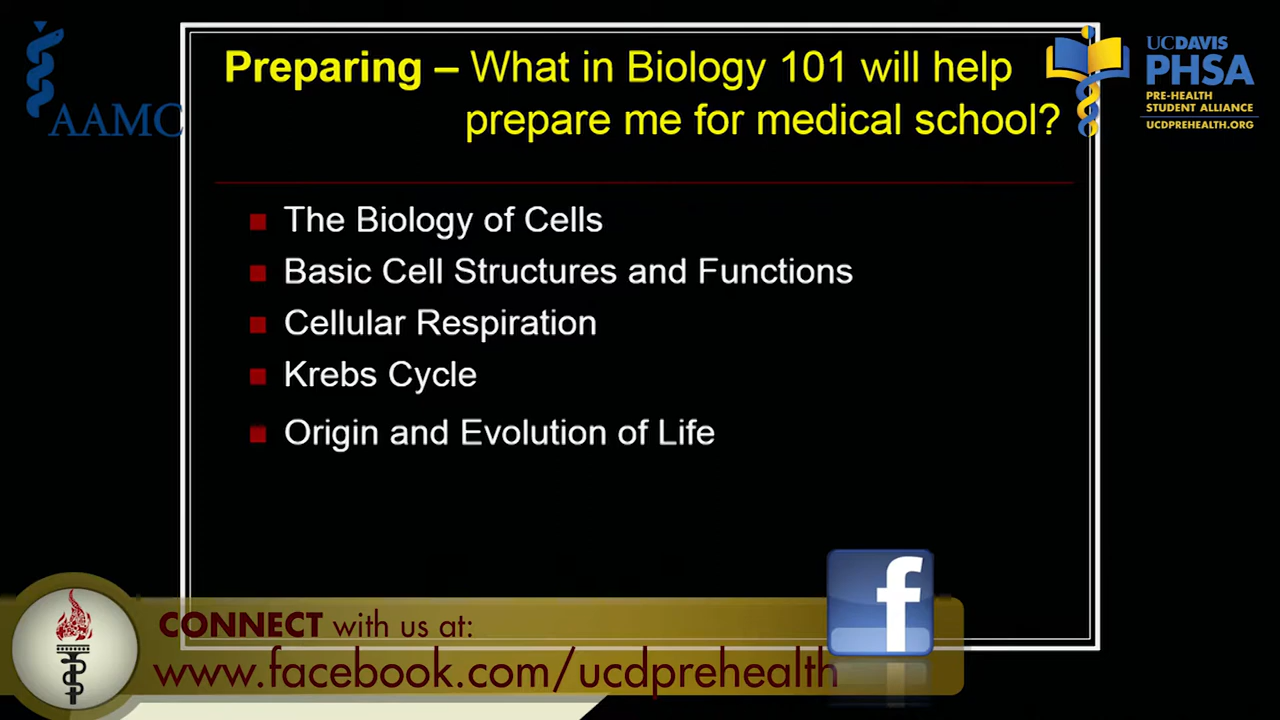 AAMC
Preparing – What in Biology 101 will help
prepare me for medical school?
UCDAVIS
PHSA
PRE-HEALTH
STUDENT ALLIANCE
UCDPREHEALTH.ORG
The Biology of Cells
Basic Cell Structures and Functions
Cellular Respiration
Krebs Cycle
Origin and Evolution of Life
f
CONNECT with us at:
www.facebook.com/ucdprehealth